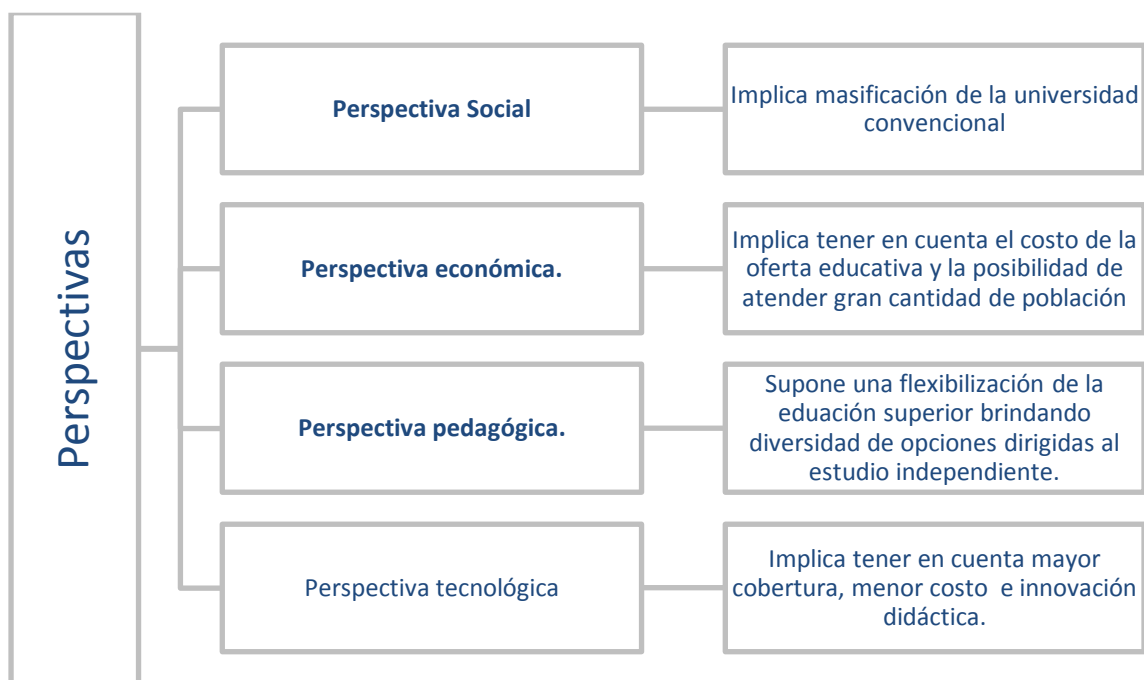 Perspectivas
Perspectiva Social
Implica masificación de la universidad
convencional
Perspectiva económica.
Implica tener en cuenta el costo de la
oferta educativa y la posibilidad de
atender gran cantidad de población
Perspectiva pedagógica.
Supone una flexibilización de la
eduación superior brindando
diversidad de opciones dirigidas al
estudio independiente.
Perspectiva tecnológica
Implica tener en cuenta mayor
cobertura, menor costo  e innovación
didáctica.